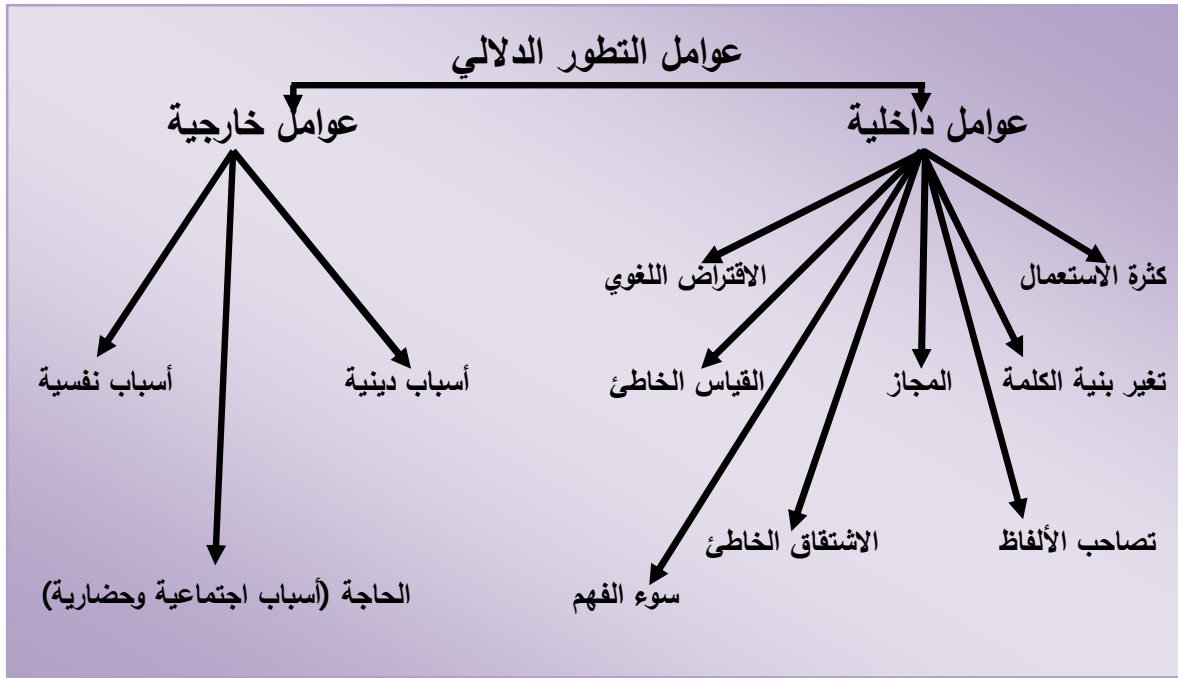 عوامل التطور الدلالي
عوامل داخلية
عوامل خارجية
كثرة الاستعمال
الاقتراض اللغوي
تغير بنية الكلمة
المجاز
القياس الخاطئ
أسباب دينية
أسباب نفسية
تصاحب الألفاظ
الاشتقاق الخاطئ
سوء الفهم
الحاجة (أسباب اجتماعية وحضارية)